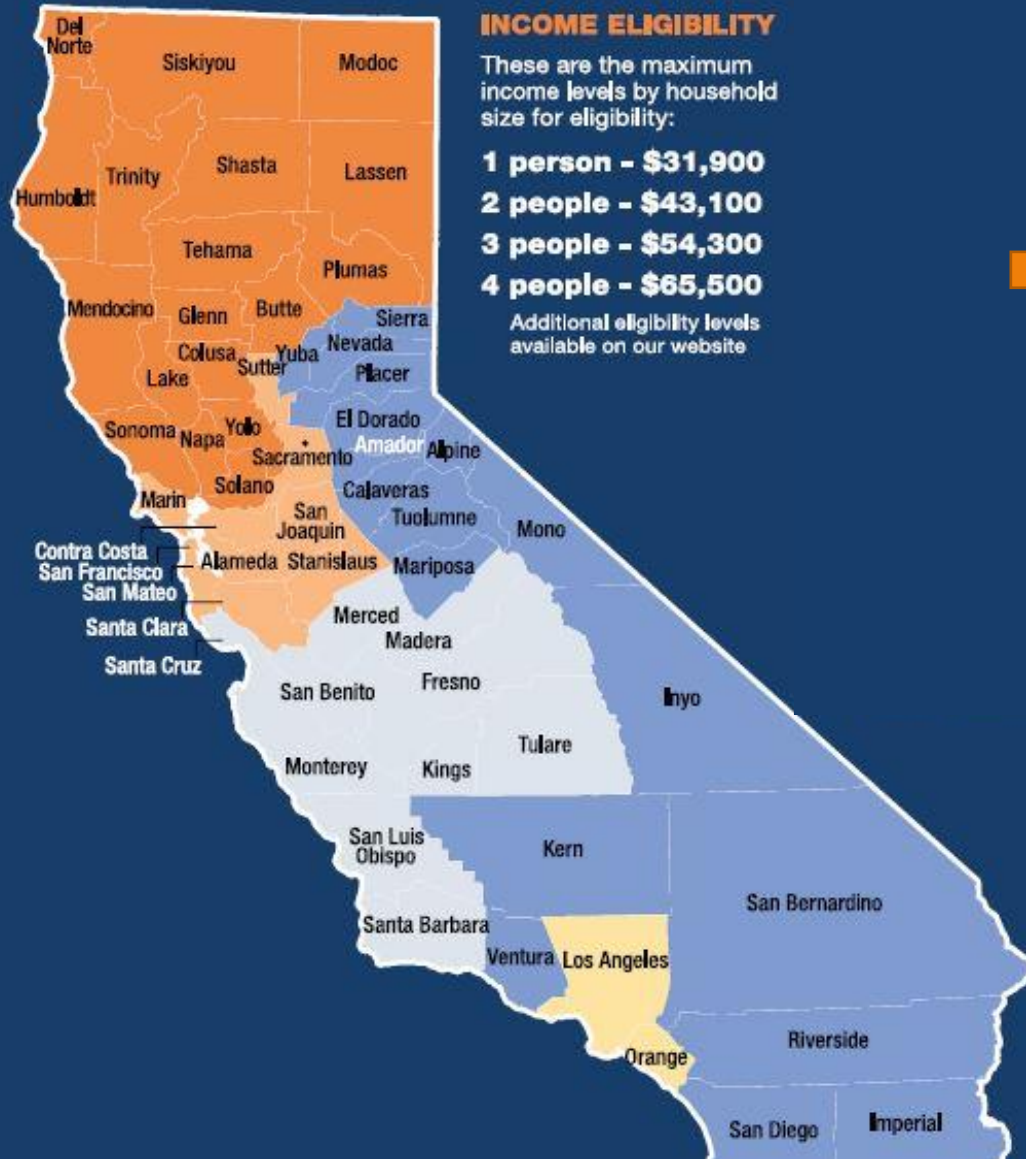 INCOME ELIGIBILITY
These are the maximum
income levels by household
size for eligibility:
1 person - $31,900
2 people - $43,100
3 people - $54,300
4 people - $65,500
Additional eligibility levels
available on our website
Del
Norte
Siskiyou
Modoc
Humboldt
Trinity
Shasta
Lassen
Tehama
Plumas
Mendocino
Glenn
Butte
Sierra
Nevada
Colusa
Sutter
Yuba
Placer
Lake
El Dorado
Sonoma
Napa
Yolo
Amador
Alpine
Sacramento
Solano
Marin
Calaveras
San
Joaquin
Tuolumne
Mono
Contra Costa
San Francisco
San Mateo
Santa Clara
Santa Cruz
Alameda
Stanislaus
Mariposa
Merced
Madera
San Benito
Fresno
Inyo
Tulare
Monterey
Kings
San Luis
Obispo
Kern
San Bernardino
Santa Barbara
Ventura
Los Angeles
Orange
Riverside
San Diego
Imperial